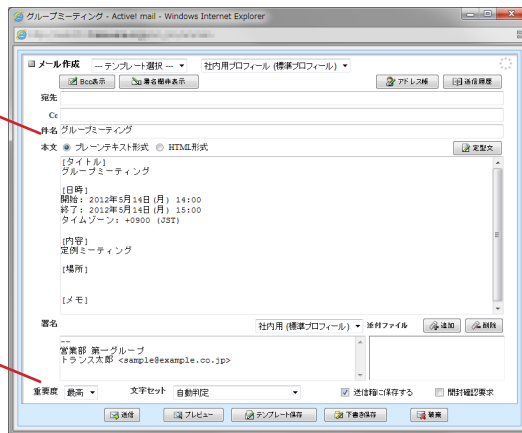 グループミーティング - Active! mail - Windows Internet Explorer
メール作成 --- テンプレート選択 --- 社内用プロフィール (標準プロフィール)
Bcc表示 署名欄非表示 アドレス帳 送信履歴
宛先
Cc
件名 グループミーティング
本文 プレーンテキスト形式 HTML形式 定型文
[タイトル]
グループミーティング
[日時]
開始: 2012年5月14日(月) 14:00
終了: 2012年5月14日(月) 15:00
タイムゾーン: +0900 (JST)
[内容]
定例ミーティング
[場所]
[メモ]
署名 社内用 (標準プロフィール) 添付ファイル 追加 削除
--
営業部 第一グループ
トランス太郎 <sample@example.co.jp>
重要度 最高 文字セット 自動判定 送信箱に保存する 開封確認要求
送信 プレビュー テンプレート保存 下書き保存 破棄